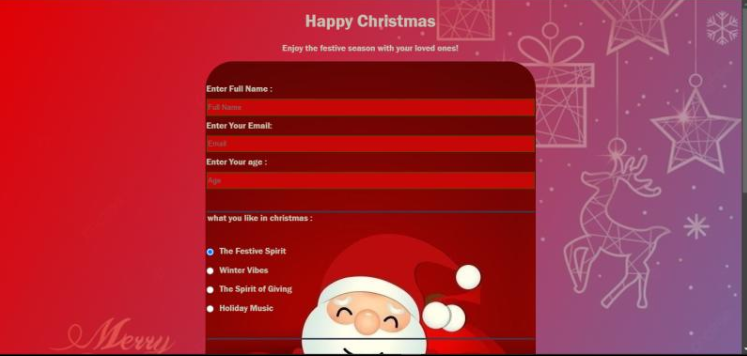 Happy Christmas
Enjoy the festive season with your loved ones!
Enter Full Name :
Full Name
Enter Your Email:
Email
Enter Your age :
Age
what you like in christmas :
The Festive Spirit
Winter Vibes
The Spirit of Giving
Holiday Music
Merry